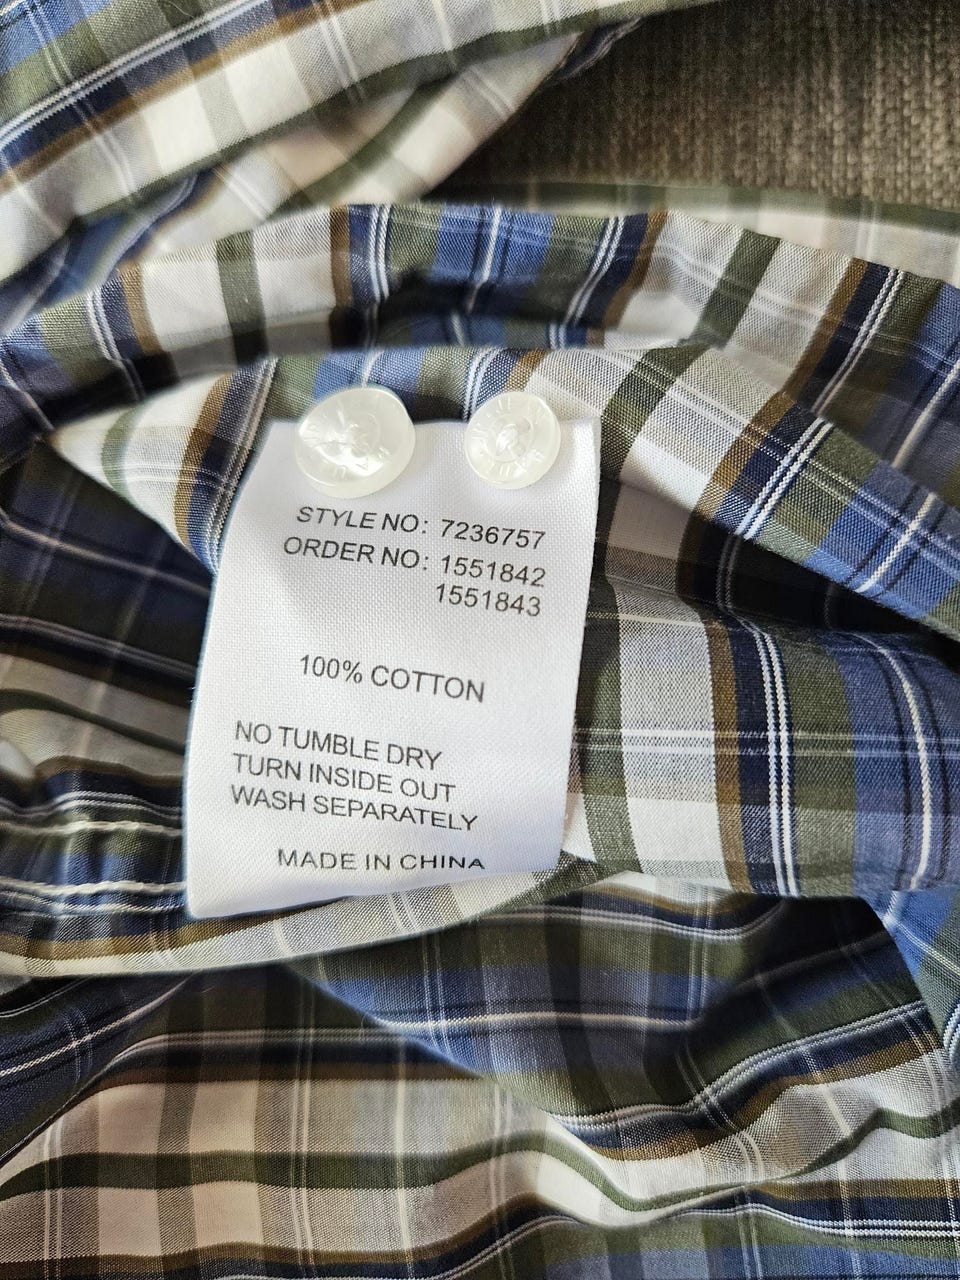 STYLE NO: 7236757
ORDER NO: 1551842
1551843
100% COTTON
NO TUMBLE DRY
TURN INSIDE OUT
WASH SEPARATELY
MADE IN CHINA